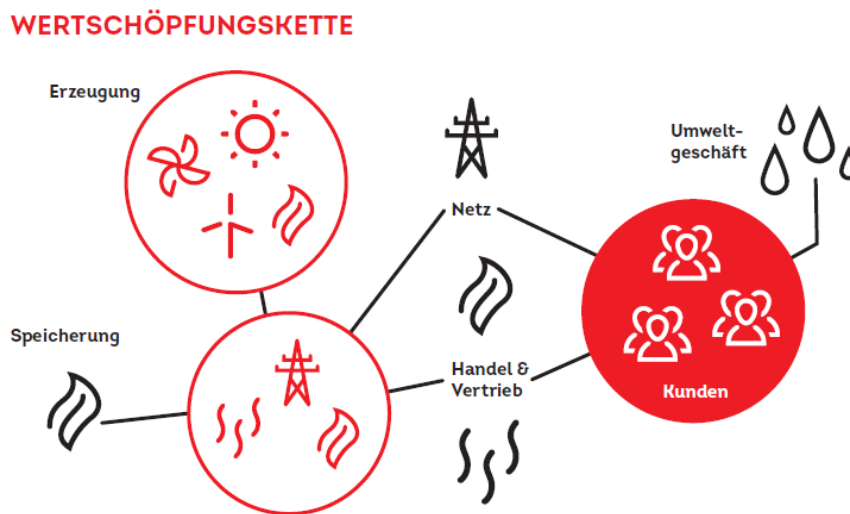 WERTSCHÖPFUNGSKETTE
Erzeugung
Umwelt-
geschäft
Netz
Speicherung
Handel &
Vertrieb
Kunden